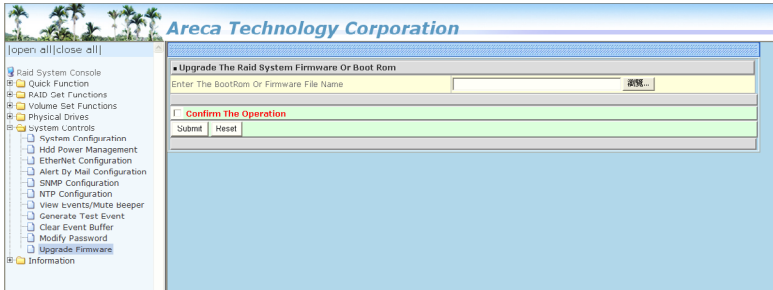 Areca Technology Corporation
|open all|close all|
Raid System Console
Quick Function
RAID Set Functions
Volume Set Functions
Physical Drives
System Controls
System Configuration
Hdd Power Management
EtherNet Configuration
Alert By Mail Configuration
SNMP Configuration
NTP Configuration
View Events/Mute Beeper
Generate Test Event
Clear Event Buffer
Modify Password
Upgrade Firmware
Information
Upgrade The Raid System Firmware Or Boot Rom
Enter The BootRom Or Firmware File Name
瀏覽...
Confirm The Operation
Submit Reset